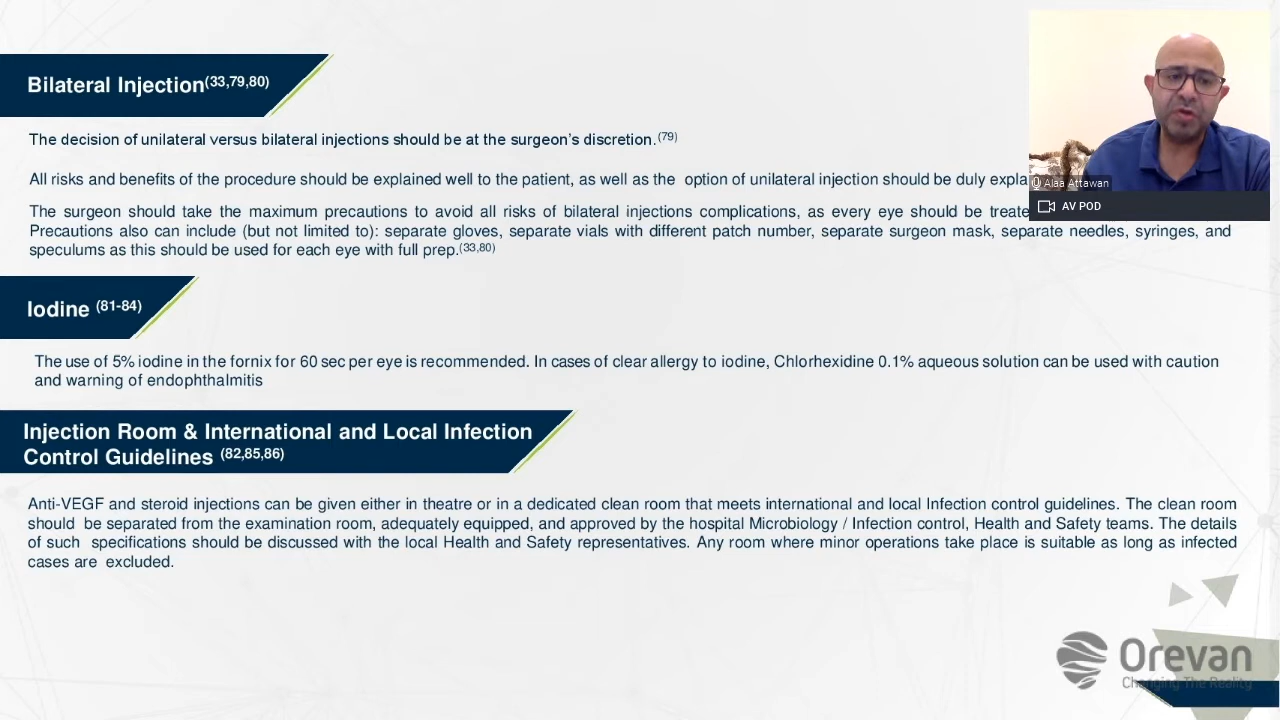 Bilateral Injection(33,79,80)
The decision of unilateral versus bilateral injections should be at the surgeon's discretion.(79)
All risks and benefits of the procedure should be explained well to the patient, as well as the option of unilateral injection should be duly expla
The surgeon should take the maximum precautions to avoid all risks of bilateral injections complications, as every eye should be treate
Precautions also can include (but not limited to): separate gloves, separate vials with different patch number, separate surgeon mask, separate needles, syringes, and
speculums as this should be used for each eye with full prep.(33,80)
Iodine (81-84)
The use of 5% iodine in the fornix for 60 sec per eye is recommended. In cases of clear allergy to iodine, Chlorhexidine 0.1% aqueous solution can be used with caution
and warning of endophthalmitis
Injection Room & International and Local Infection
Control Guidelines (82,85,86)
Anti-VEGF and steroid injections can be given either in theatre or in a dedicated clean room that meets international and local Infection control guidelines. The clean room
should be separated from the examination room, adequately equipped, and approved by the hospital Microbiology / Infection control, Health and Safety teams. The details
of such specifications should be discussed with the local Health and Safety representatives. Any room where minor operations take place is suitable as long as infected
cases are excluded.
Alaa Attawan
AV POD
Orevan
Changing The Reality